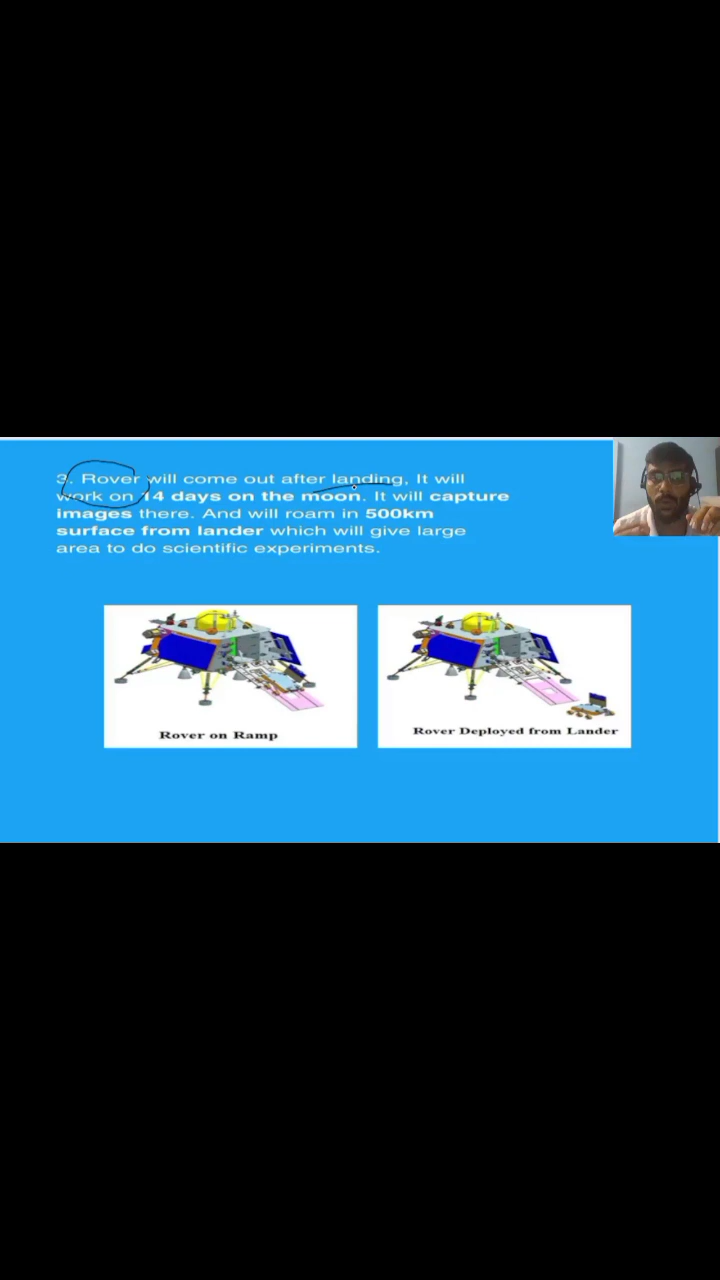 3. Rover will come out after landing, It will
work on 14 days on the moon. It will capture
images there. And will roam in 500km
surface from lander which will give large
area to do scientific experiments.
Rover on Ramp
Rover Deployed from Lander